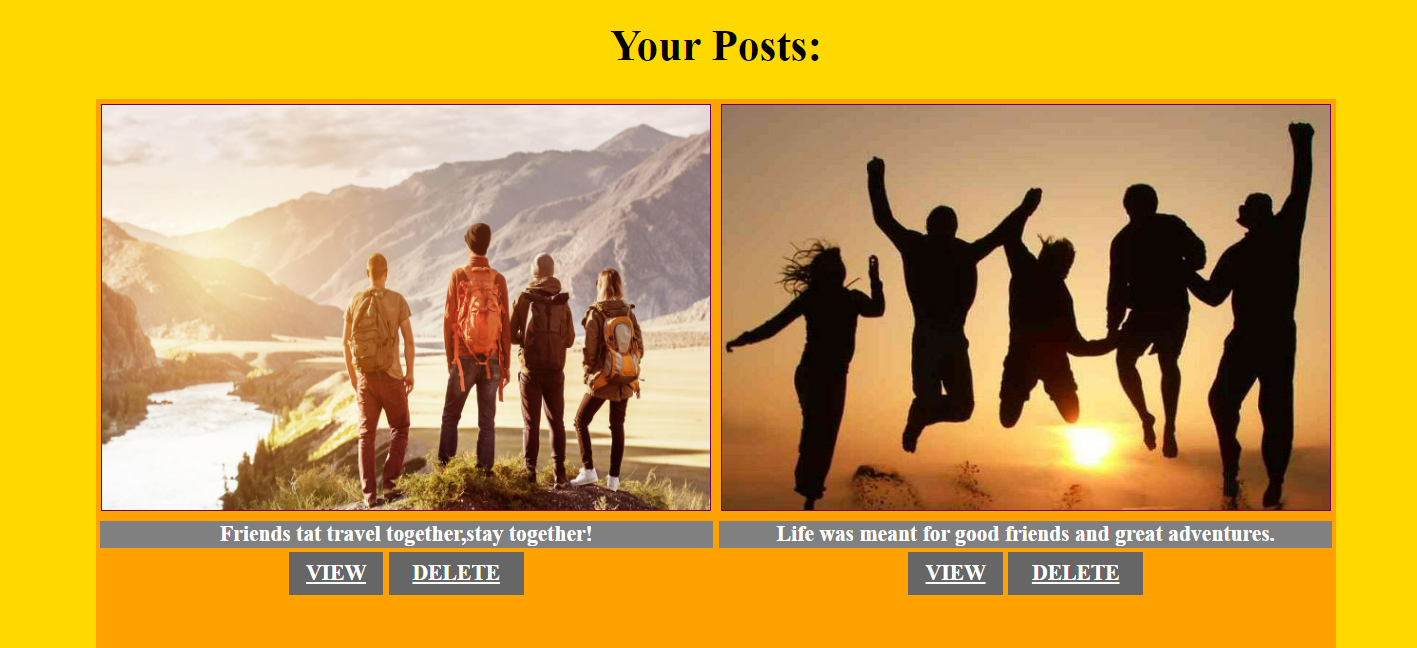 Your Posts:
Friends tat travel together,stay together!
Life was meant for good friends and great adventures.
VIEW DELETE
VIEW DELETE